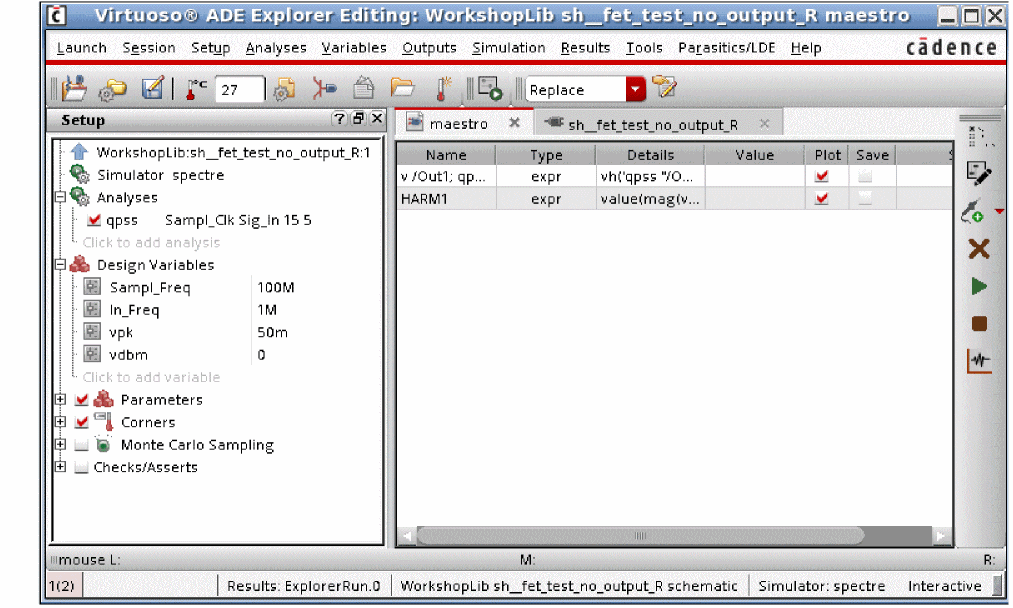 Virtuoso® ADE Explorer Editing: WorkshopLib sh__fet_test_no_output_R maestro
Launch Session Setup Analyses Variables Outputs Simulation Results Tools Parasitics/LDE Help cādence
°C 27 Replace
Setup
maestro sh__fet_test_no_output_R
WorkshopLib:sh__fet_test_no_output_R:1
Simulator spectre
Analyses
qpss Sampl_Clk Sig_In 15 5
Click to add analysis
Design Variables
Sampl_Freq 100M
In_Freq 1M
vpk 50m
vdbm 0
Click to add variable
Parameters
Corners
Monte Carlo Sampling
Checks/Asserts
Name Type Details Value Plot Save
v /Out1; qp... expr vh('qpss "/O...
HARM1 expr value(mag(v...
mouse L: M: R:
1(2) Results: ExplorerRun.0 WorkshopLib sh__fet_test_no_output_R schematic Simulator: spectre Interactive